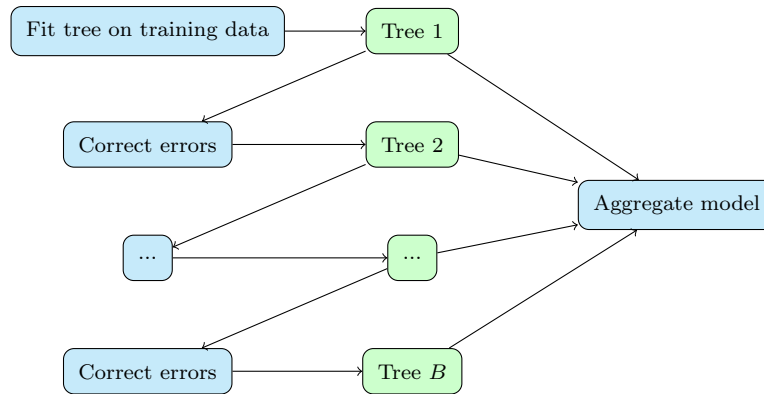 Fit tree on training data
Tree 1
Correct errors
Tree 2
Aggregate model
...
...
Correct errors
Tree B